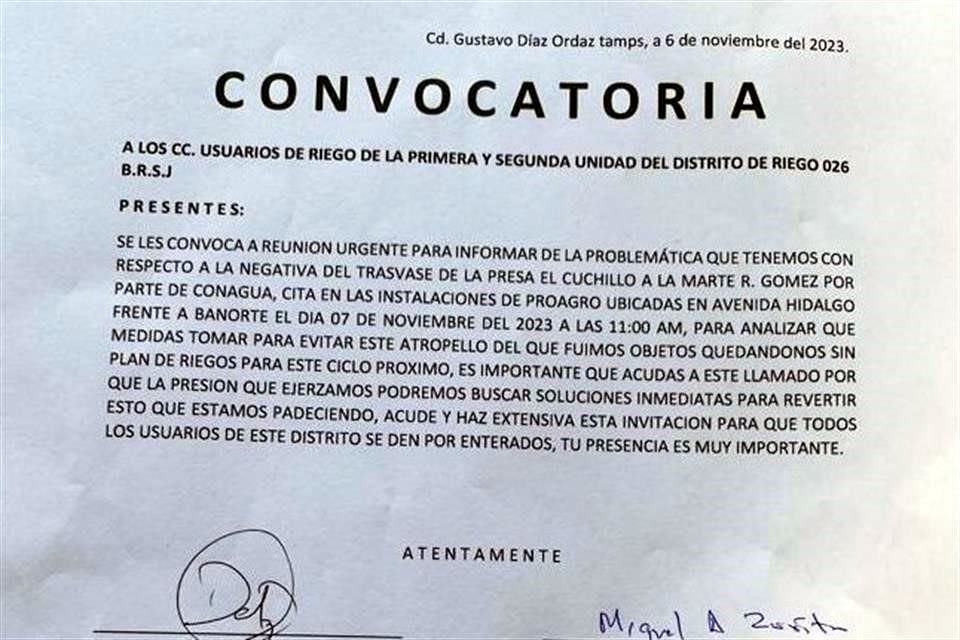 Cd. Gustavo Díaz Ordaz tamps, a 6 de noviembre del 2023.
CONVOCATORIA
A LOS CC. USUARIOS DE RIEGO DE LA PRIMERA Y SEGUNDA UNIDAD DEL DISTRITO DE RIEGO 026
B.R.S.J
PRESENTES:
SE LES CONVOCA A REUNION URGENTE PARA INFORMAR DE LA PROBLEMÁTICA QUE TENEMOS CON
RESPECTO A LA NEGATIVA DEL TRASVASE DE LA PRESA EL CUCHILLO A LA MARTE R. GOMEZ POR
PARTE DE CONAGUA, CITA EN LAS INSTALACIONES DE PROAGRO UBICADAS EN AVENIDA HIDALGO
FRENTE A BANORTE EL DIA 07 DE NOVIEMBRE DEL 2023 A LAS 11:00 AM, PARA ANALIZAR QUE
MEDIDAS TOMAR PARA EVITAR ESTE ATROPELLO DEL QUE FUIMOS OBJETOS QUEDANDONOS SIN
PLAN DE RIEGOS PARA ESTE CICLO PROXIMO, ES IMPORTANTE QUE ACUDAS A ESTE LLAMADO POR
QUE LA PRESION QUE EJERZAMOS PODREMOS BUSCAR SOLUCIONES INMEDIATAS PARA REVERTIR
ESTO QUE ESTAMOS PADECIENDO, ACUDE Y HAZ EXTENSIVA ESTA INVITACION PARA QUE TODOS
LOS USUARIOS DE ESTE DISTRITO SE DEN POR ENTERADOS, TU PRESENCIA ES MUY IMPORTANTE.
ATENTAMENTE
Miguel A